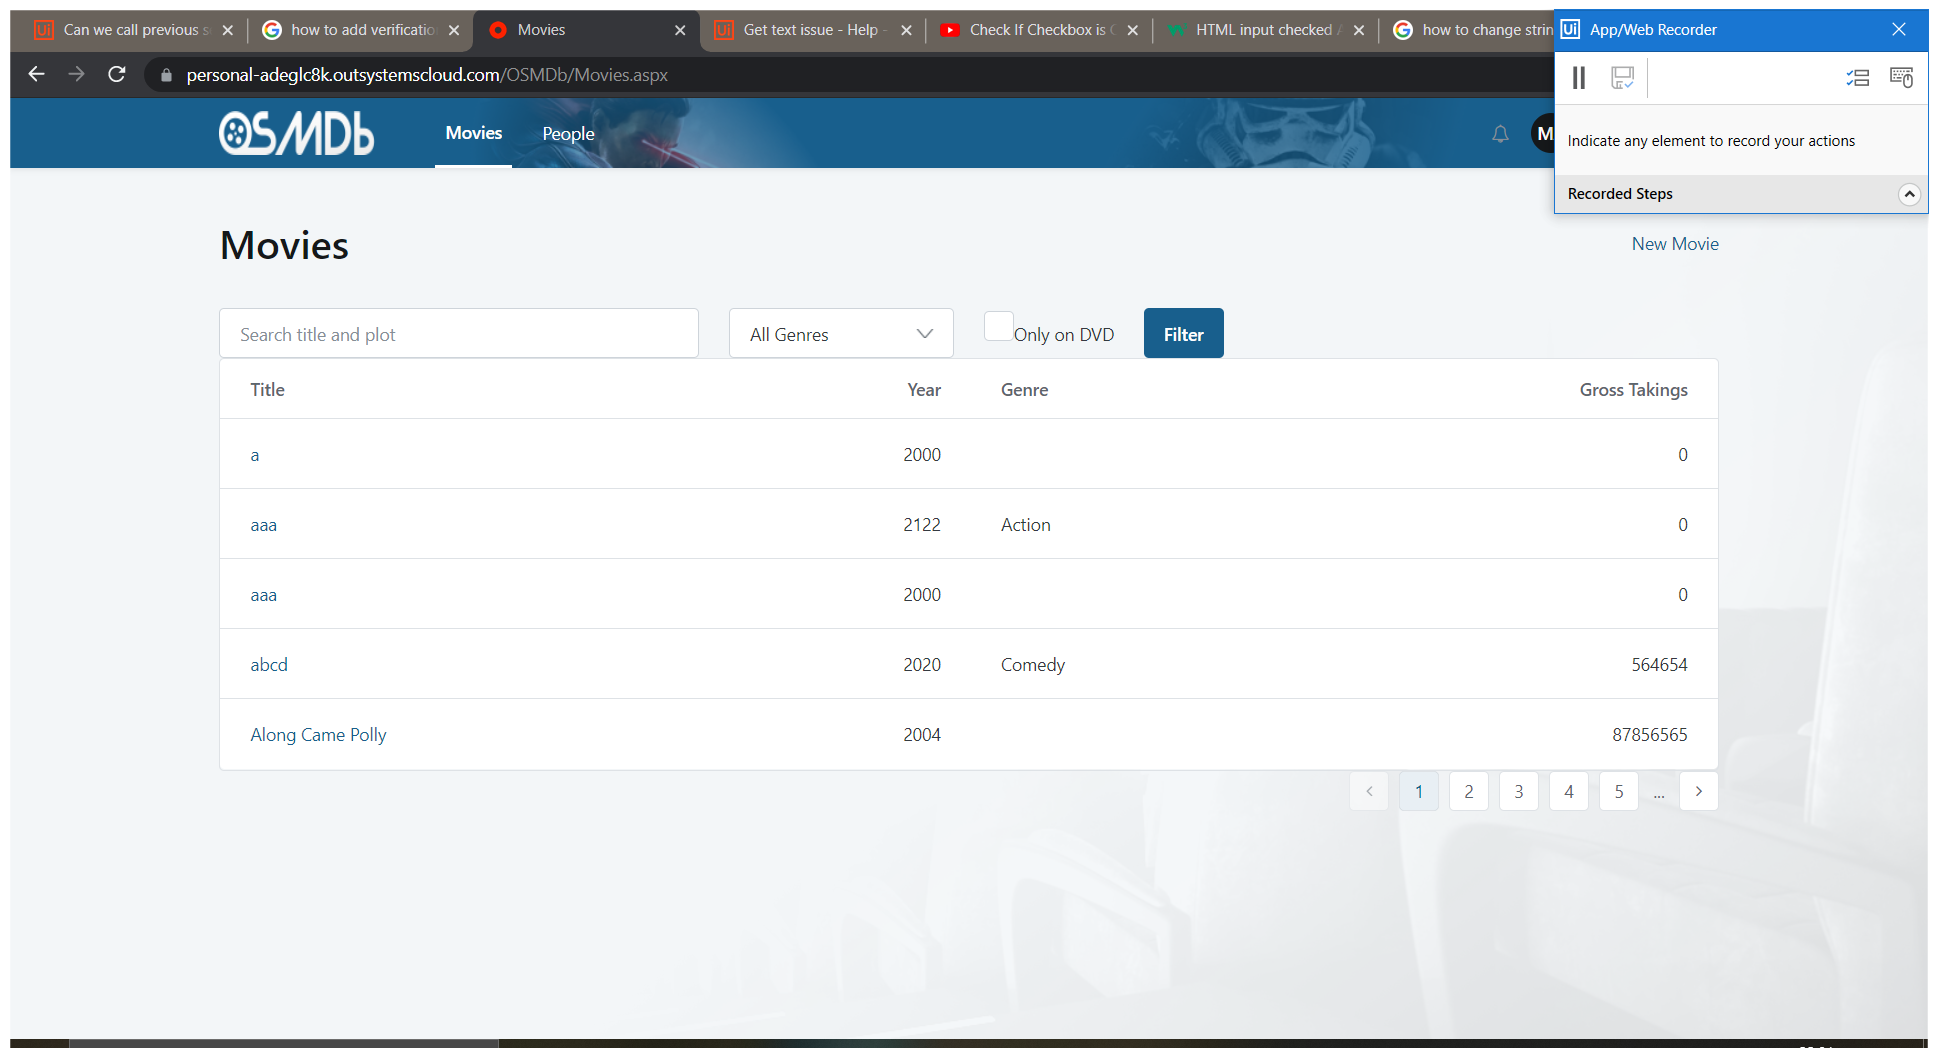 Can we call previous s
how to add verificatio
Movies
Get text issue - Help -
Check If Checkbox is
HTML input checked
how to change strin
Ui App/Web Recorder
personal-adeglc8k.outsystemscloud.com/OSMDb/Movies.aspx
OSMDb
Movies
People
M
Indicate any element to record your actions
Recorded Steps
Movies
New Movie
Search title and plot
All Genres
Only on DVD
Filter
Title Year Genre Gross Takings
a 2000 0
aaa 2122 Action 0
aaa 2000 0
abcd 2020 Comedy 564654
Along Came Polly 2004 87856565
1 2 3 4 5 ...